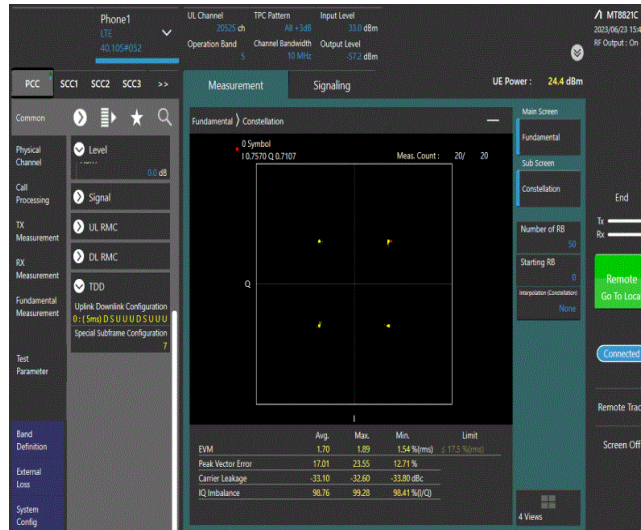 Phone1
LTE
40.105#052
UL Channel TPC Pattern Input Level
20525 ch Alt +3dB 33.0 dBm
Operation Band Channel Bandwidth Output Level
5 10 MHz -57.2 dBm
MT8821C
2023/06/23 15:4
RF Output : On
PCC SCC1 SCC2 SCC3 >>
Measurement Signaling UE Power : 24.4 dBm
Common
Physical
Channel
Call
Processing
TX
Measurement
RX
Measurement
Fundamental
Measurement
Test
Parameter
Band
Definition
External
Loss
System
Config
Level
0.0 dB
Signal
UL RMC
DL RMC
TDD
Uplink Downlink Configuration
0 : ( 5ms) D S U U U D S U U U
Special Subframe Configuration
7
Fundamental 〉 Constellation
0 Symbol
I 0.7570 Q 0.7107 Meas. Count : 20/ 20
Q
I
Avg. Max. Min. Limit
EVM 1.70 1.89 1.54 %(rms) ≤ 17.5 %(rms)
Peak Vector Error 17.01 23.55 12.71 %
Carrier Leakage -33.10 -32.60 -33.80 dBc
IQ Imbalance 98.76 99.28 98.41 %(I/Q)
Main Screen
Fundamental
Sub Screen
Constellation
Number of RB
50
Starting RB
0
Interpolation (Constellation)
None
4 Views
End
Tx
Rx
Remote
Go To Loca
Connected
Remote Trac
Screen Off